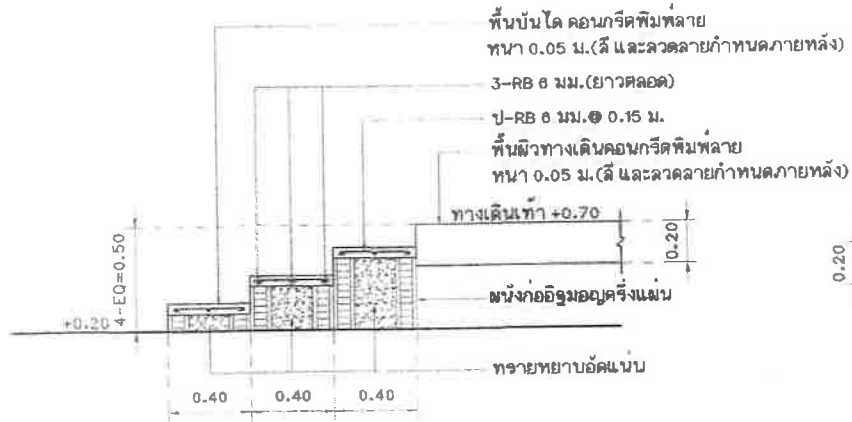 พื้นบันได คอนกรีตพิมพ์ลาย
หนา 0.05 ม.(สี และลวดลายกำหนดภายหลัง)
3-RB 6 มม.(ยาวตลอด)
ป-RB 6 มม.@ 0.15 ม.
พื้นผิวทางเดินคอนกรีตพิมพ์ลาย
หนา 0.05 ม.(สี และลวดลายกำหนดภายหลัง)
ทางเดินเท้า +0.70
4-EQ=0.50
0.20
0.20
ผนังก่ออิฐมอญครึ่งแผ่น
+0.20
ทรายหยาบอัดแน่น
0.40
0.40
0.40